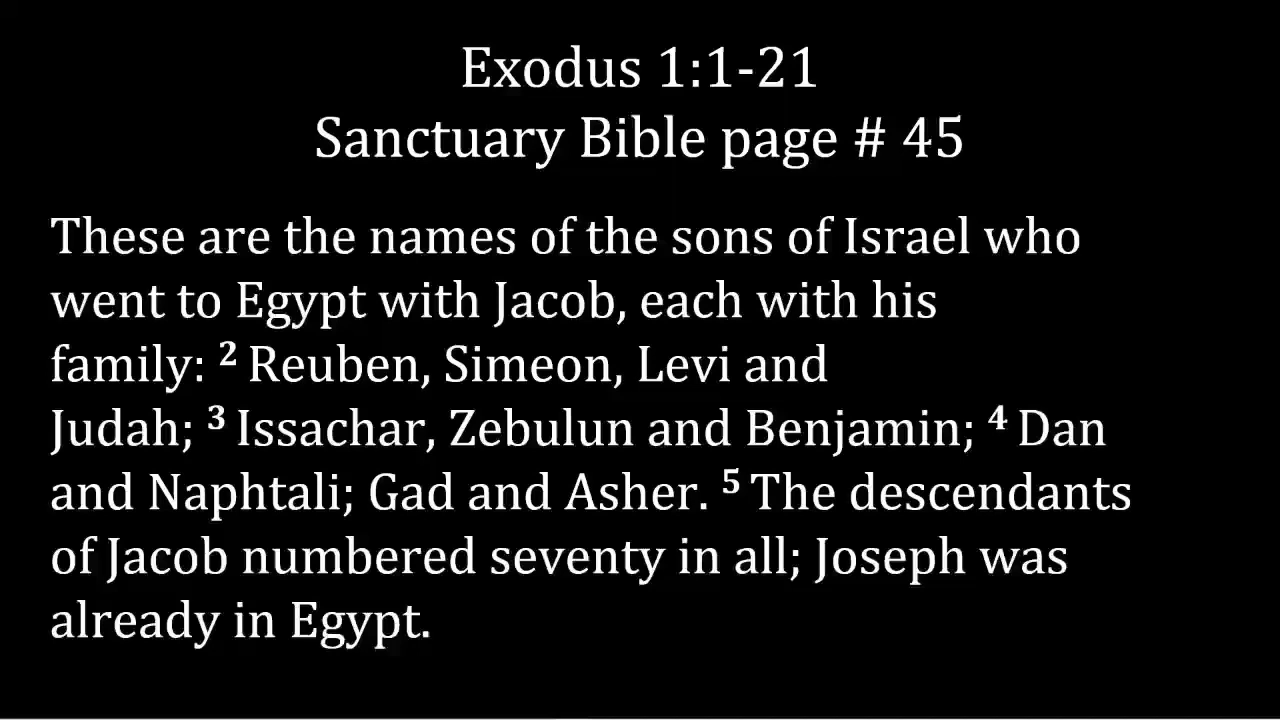 Exodus 1:1-21
Sanctuary Bible page # 45
These are the names of the sons of Israel who
went to Egypt with Jacob, each with his
family: ² Reuben, Simeon, Levi and
Judah; ³ Issachar, Zebulun and Benjamin; ⁴ Dan
and Naphtali; Gad and Asher. ⁵ The descendants
of Jacob numbered seventy in all; Joseph was
already in Egypt.